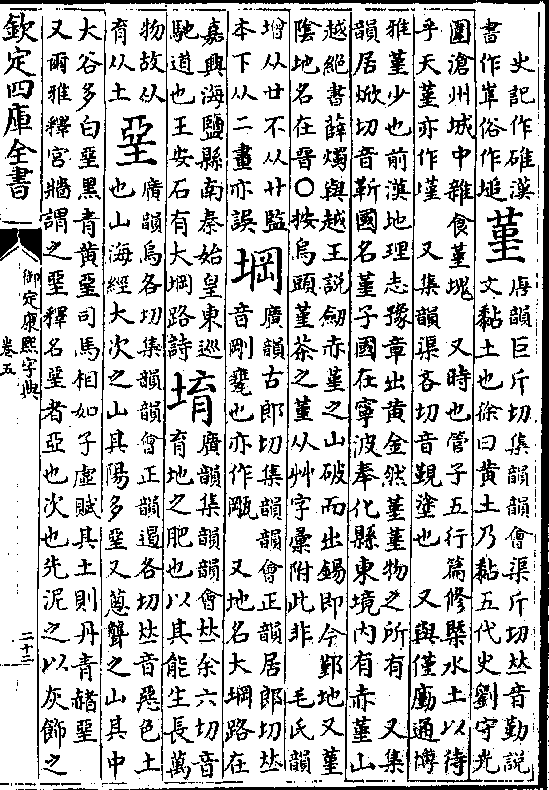 史記作碓漢
書作俗作塠
堇
唐韻巨斤切集韻韻會渠斤切𠀤音勤說
文黏土也徐曰黃土乃黏五代史劉守光
圍滄州城中雜食堇塊 又時也管子五行篇修槩水土以待
乎天堇亦作墐 又集韻渠吝切音覲塗也 又與僅廑通博
雅堇少也前漢地理志豫章出黃金然堇堇物之所有 又集
韻居焮切音靳國名堇子國在寧波奉化縣東境內有赤堇山
越絕書薛燭與越王說劒赤堇之山破而出錫即今鄞地又堇
隂地名在晉○按烏頭堇荼之堇从艸字彙附此非 毛氏韻
增从廿不从廾監
本下从二畫亦誤
堈
廣韻古郎切集韻韻會正韻居郎切𠀤
音剛甕也亦作㼚 又地名大堈路在
嘉興海鹽縣南秦始皇東巡
馳道也王安石有大堈路詩
堉
廣韻集韻韻會𠀤余六切音
育地之肥也以其能生長萬
物故从
育从土
堊
廣韻烏各切集韻韻會正韻遏各切𠀤音惡色土
也山海經大次之山其陽多堊又蔥聾之山其中
大谷多白堊黑青黃堊司馬相如子虛賦其土則丹青赭堊
又爾雅釋宮牆謂之堊釋名堊者亞也次也先泥之以灰飾之
欽定四庫全書
御定康熙字典
卷五
二十三